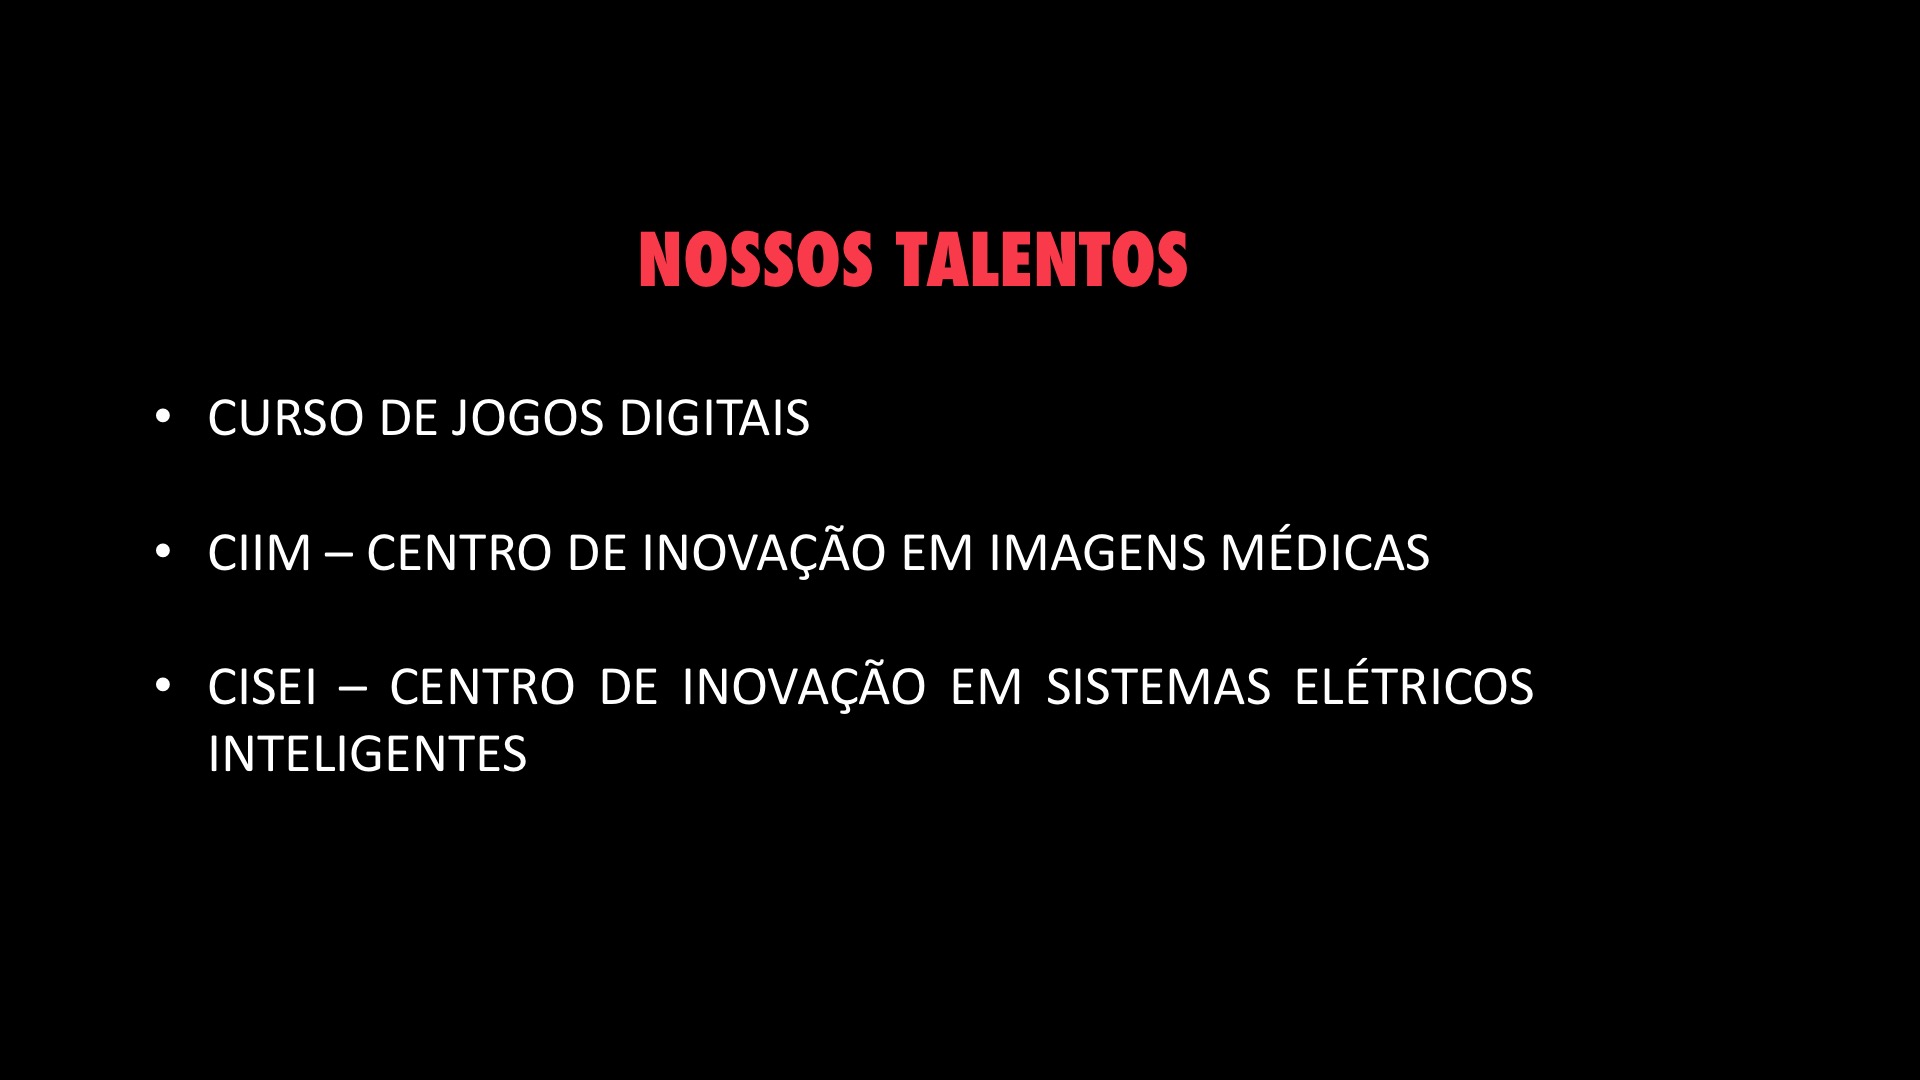 NOSSOS TALENTOS
• CURSO DE JOGOS DIGITAIS
• CIIM – CENTRO DE INOVAÇÃO EM IMAGENS MÉDICAS
• CISEI – CENTRO DE INOVAÇÃO EM SISTEMAS ELÉTRICOS
INTELIGENTES